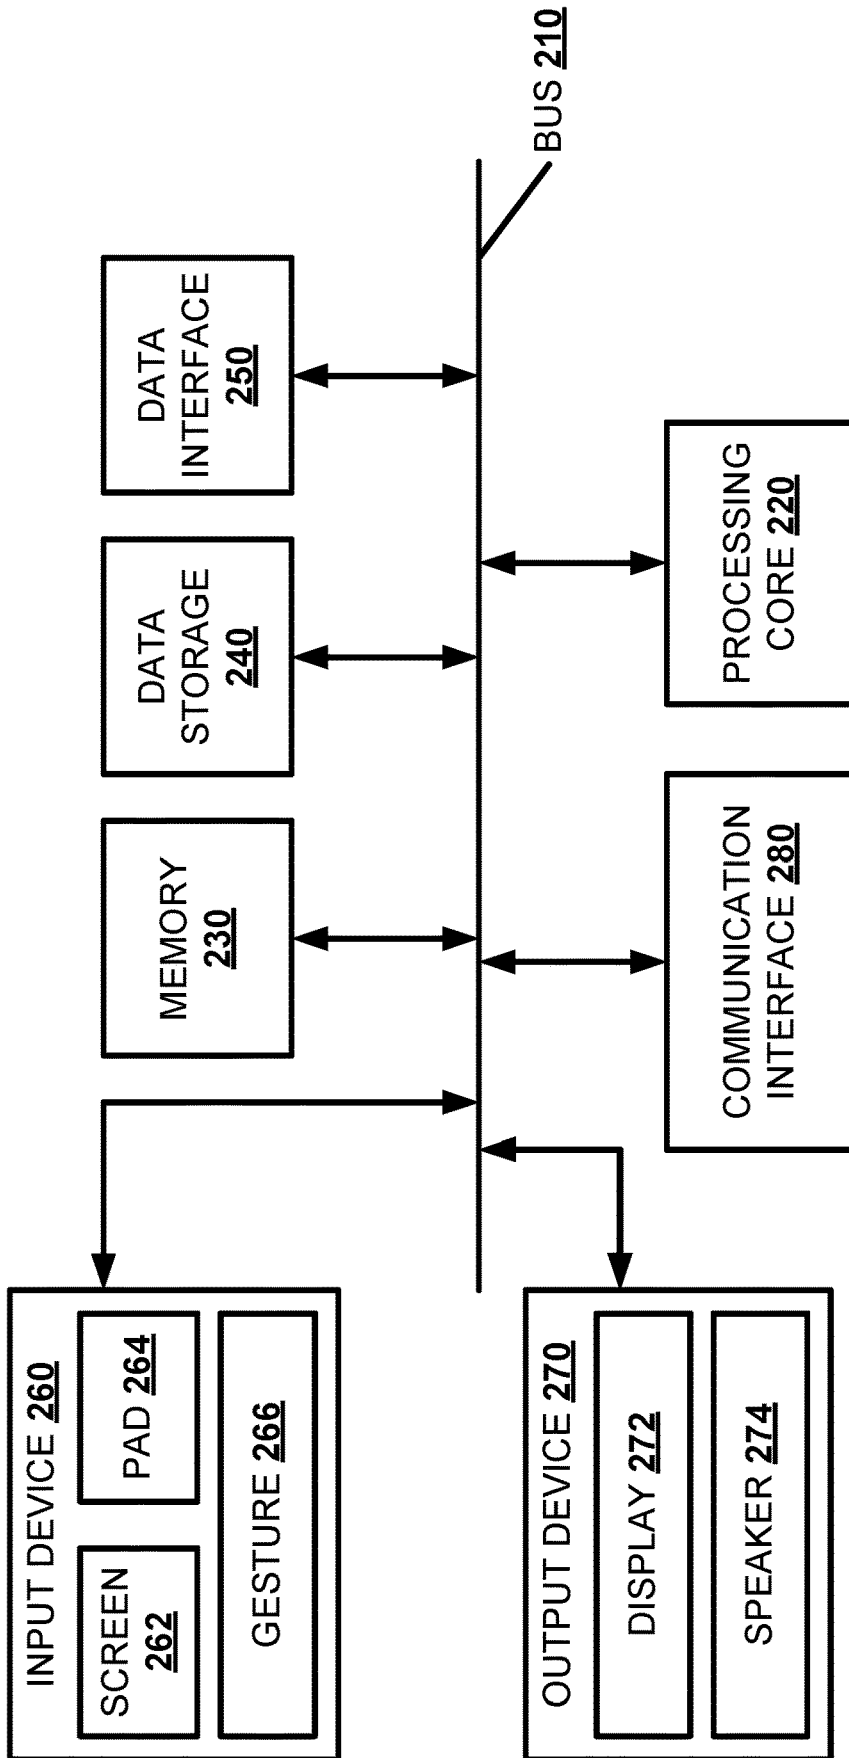 INPUT DEVICE 260
SCREEN
262
PAD 264
GESTURE 266
MEMORY
230
DATA
STORAGE
240
DATA
INTERFACE
250
BUS 210
OUTPUT DEVICE 270
DISPLAY 272
SPEAKER 274
COMMUNICATION
INTERFACE 280
PROCESSING
CORE 220